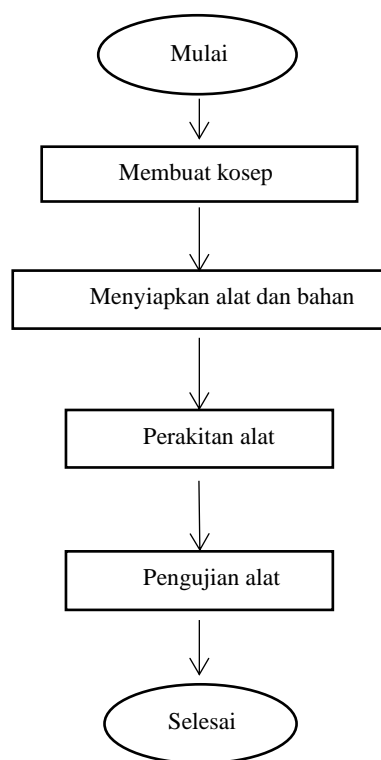 Mulai
Membuat kosep
Menyiapkan alat dan bahan
Perakitan alat
Pengujian alat
Selesai